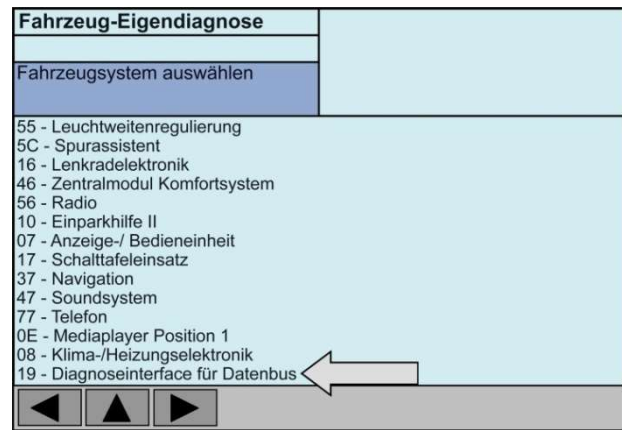 Fahrzeug-Eigendiagnose
Fahrzeugsystem auswählen
55 - Leuchtweitenregulierung
5C - Spurassistent
16 - Lenkradelektronik
46 - Zentralmodul Komfortsystem
56 - Radio
10 - Einparkhilfe II
07 - Anzeige-/ Bedieneinheit
17 - Schalttafeleinsatz
37 - Navigation
47 - Soundsystem
77 - Telefon
0E - Mediaplayer Position 1
08 - Klima-/Heizungselektronik
19 - Diagnoseinterface für Datenbus